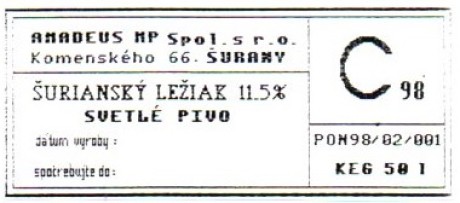 AMADEUS MP Spol. s r.o.
Komenského 66. ŠURANY
ŠURIANSKÝ LEŽIAK 11.5%
SVETLÉ PIVO
dátum výroby :
spotrebujte do :
C 98
PON98/02/001
KEG 50 l